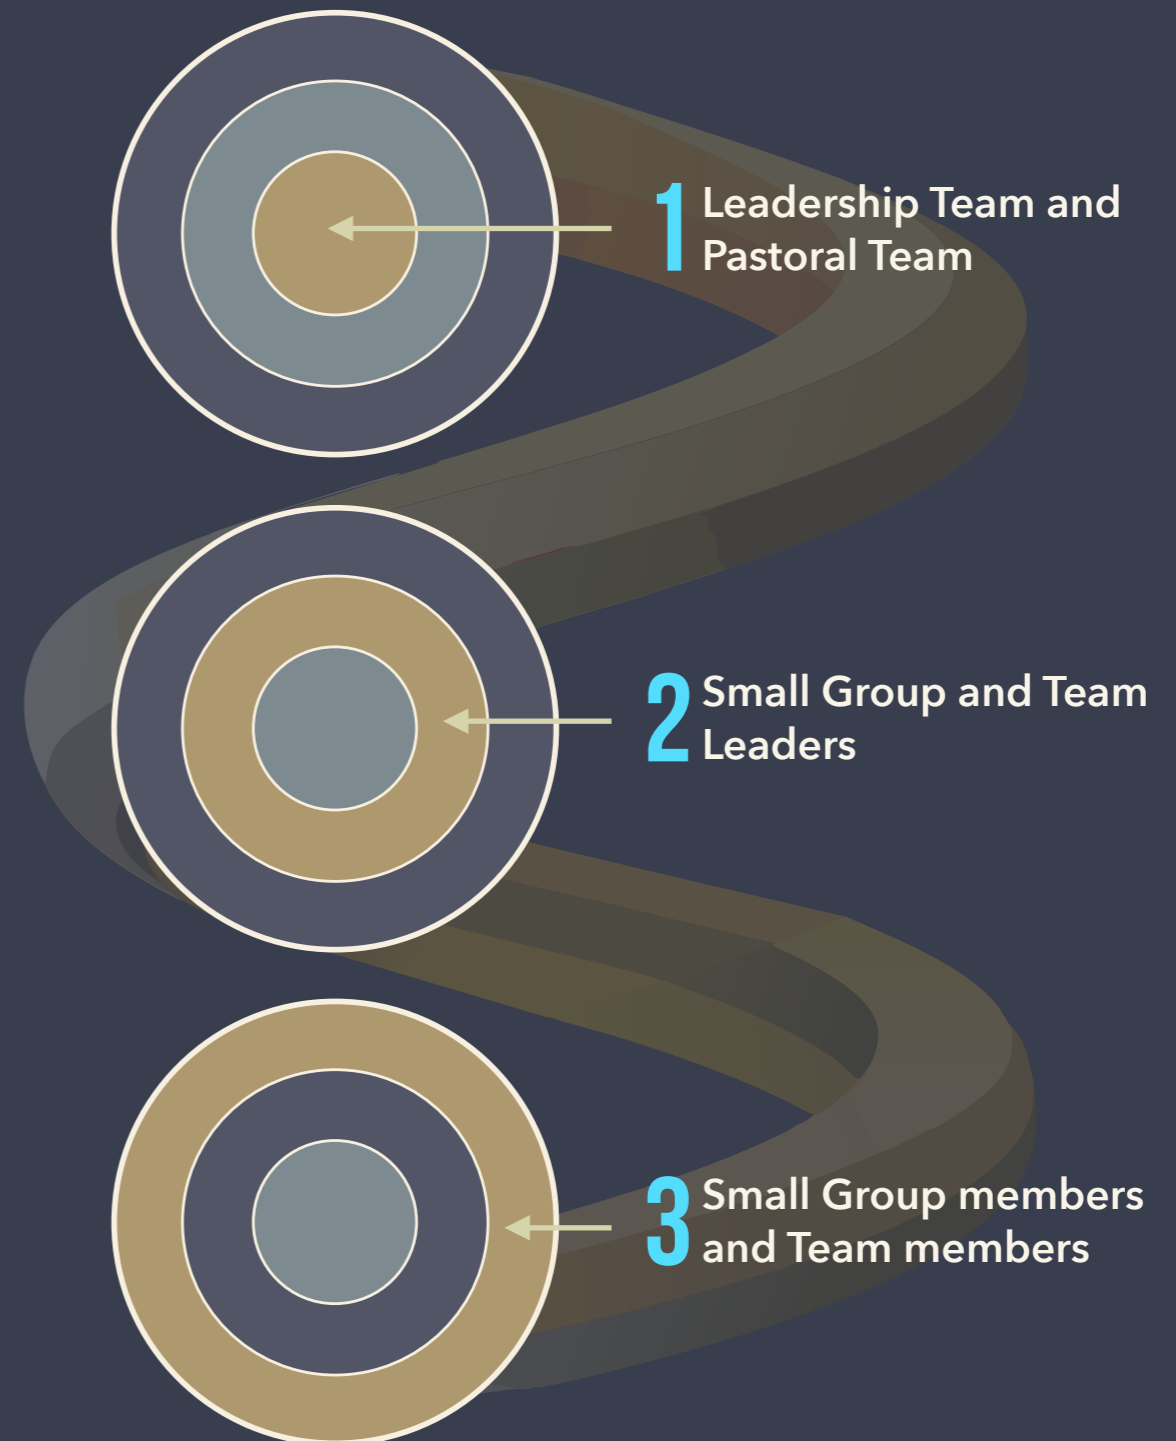 1 Leadership Team and
Pastoral Team
2 Small Group and Team
Leaders
3 Small Group members
and Team members